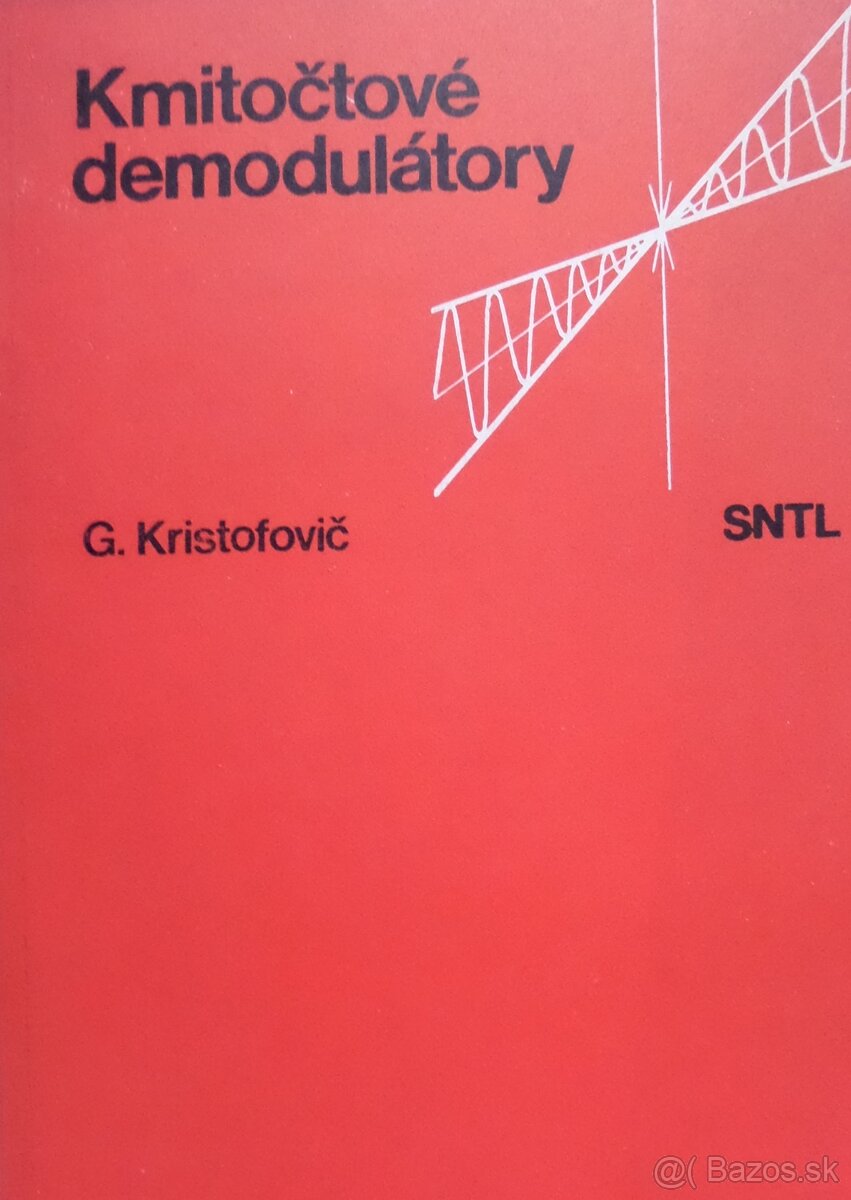 Kmitočtové
demodulátory
G. Kristofovič
SNTL
@( Bazos.sk